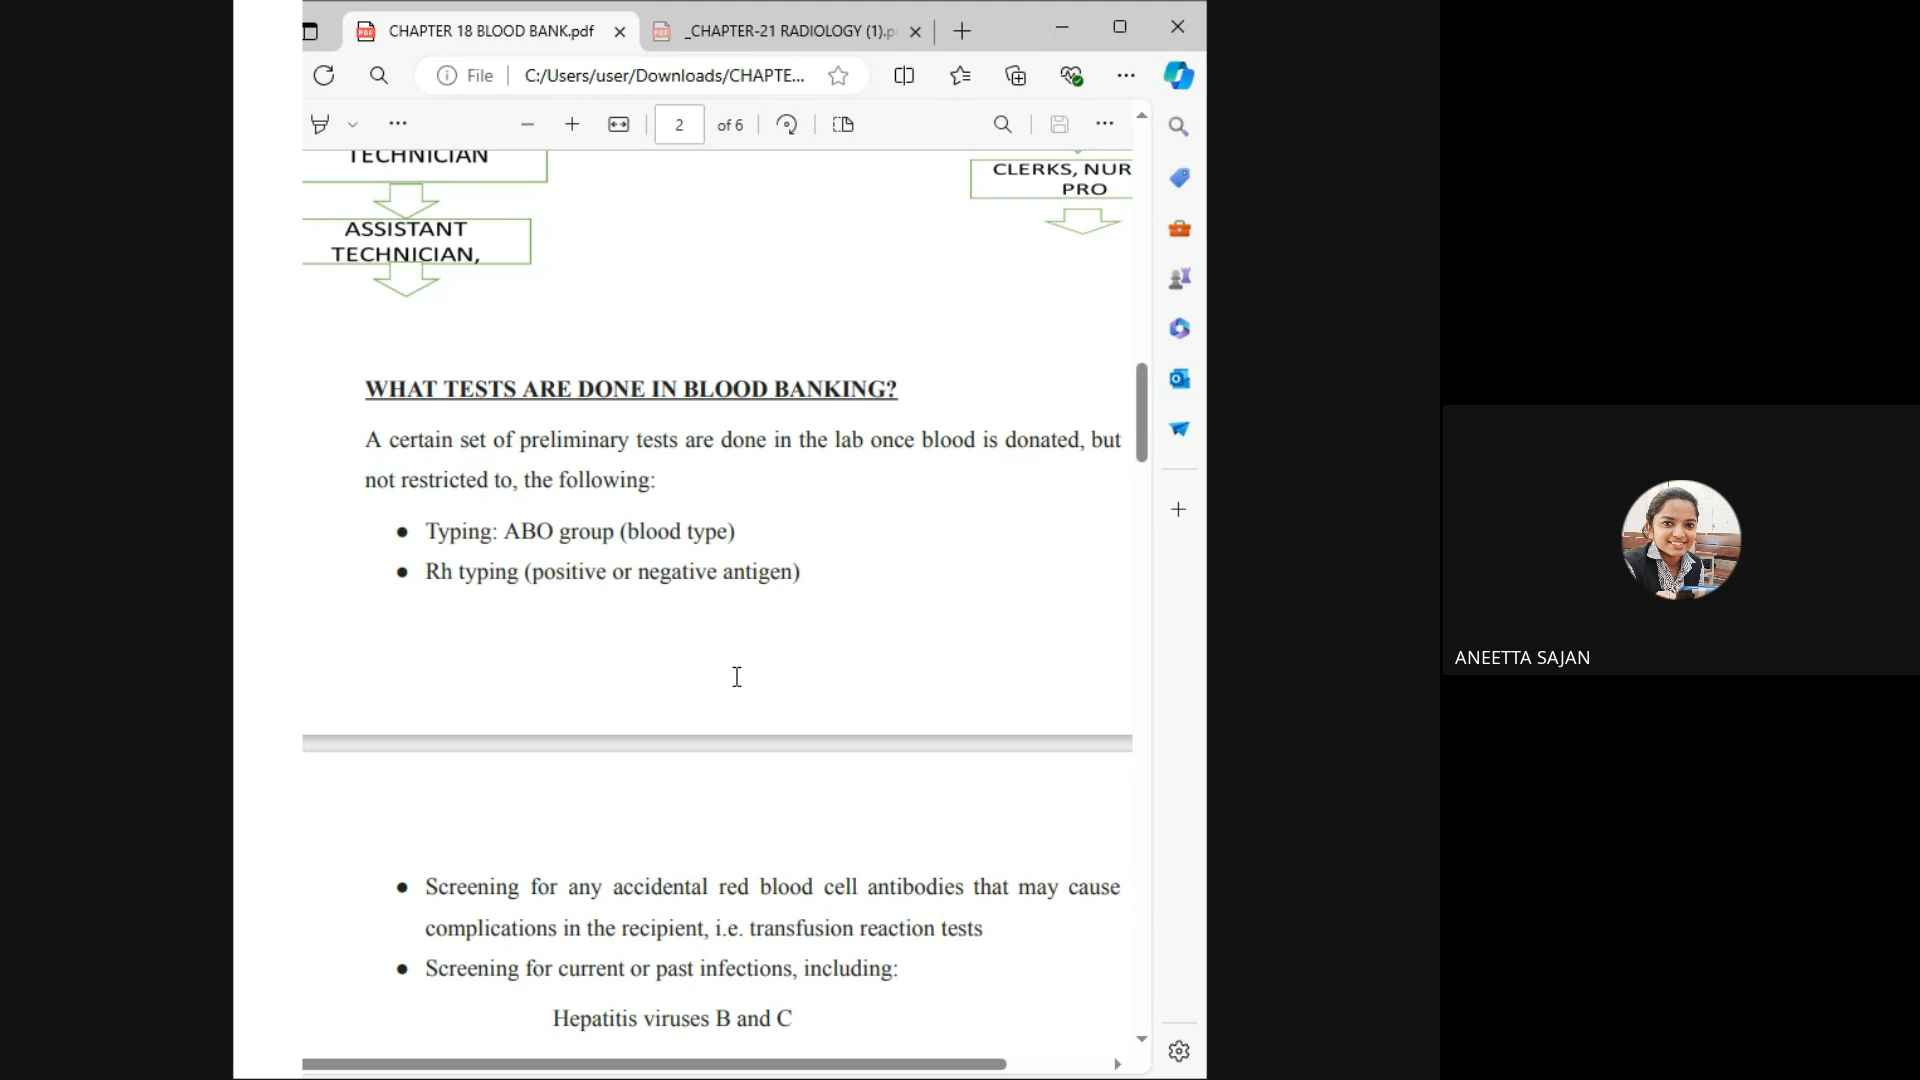 CHAPTER 18 BLOOD BANK.pdf
_CHAPTER-21 RADIOLOGY (1).p
File
C:/Users/user/Downloads/CHAPTE...
2 of 6
TECHNICIAN
CLERKS, NUR
PRO
ASSISTANT
TECHNICIAN,
WHAT TESTS ARE DONE IN BLOOD BANKING?
A certain set of preliminary tests are done in the lab once blood is donated, but
not restricted to, the following:
● Typing: ABO group (blood type)
● Rh typing (positive or negative antigen)
● Screening for any accidental red blood cell antibodies that may cause
complications in the recipient, i.e. transfusion reaction tests
● Screening for current or past infections, including:
Hepatitis viruses B and C
ANEETTA SAJAN